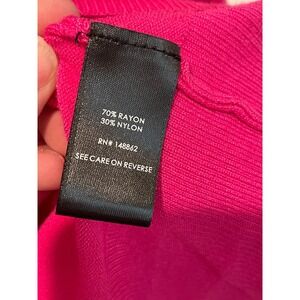 70% RAYON
30% NYLON
RN# 148862
SEE CARE ON REVERSE